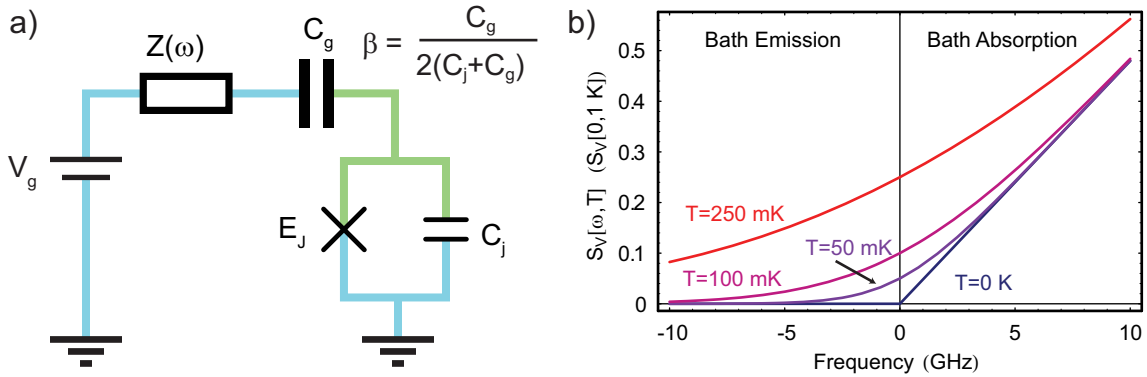 a)
Z(ω)
C_g
β = C_g / 2(C_j+C_g)
V_g
E_J
C_j
b)
Bath Emission
Bath Absorption
T=250 mK
T=50 mK
T=100 mK
T=0 K
S_V[ω,T] (S_V[0,1 K])
0.5
0.4
0.3
0.2
0.1
0
-10
-5
0
5
10
Frequency (GHz)